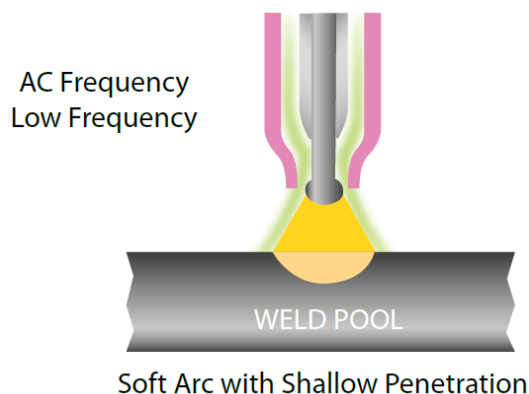 AC Frequency
Low Frequency
WELD POOL
Soft Arc with Shallow Penetration